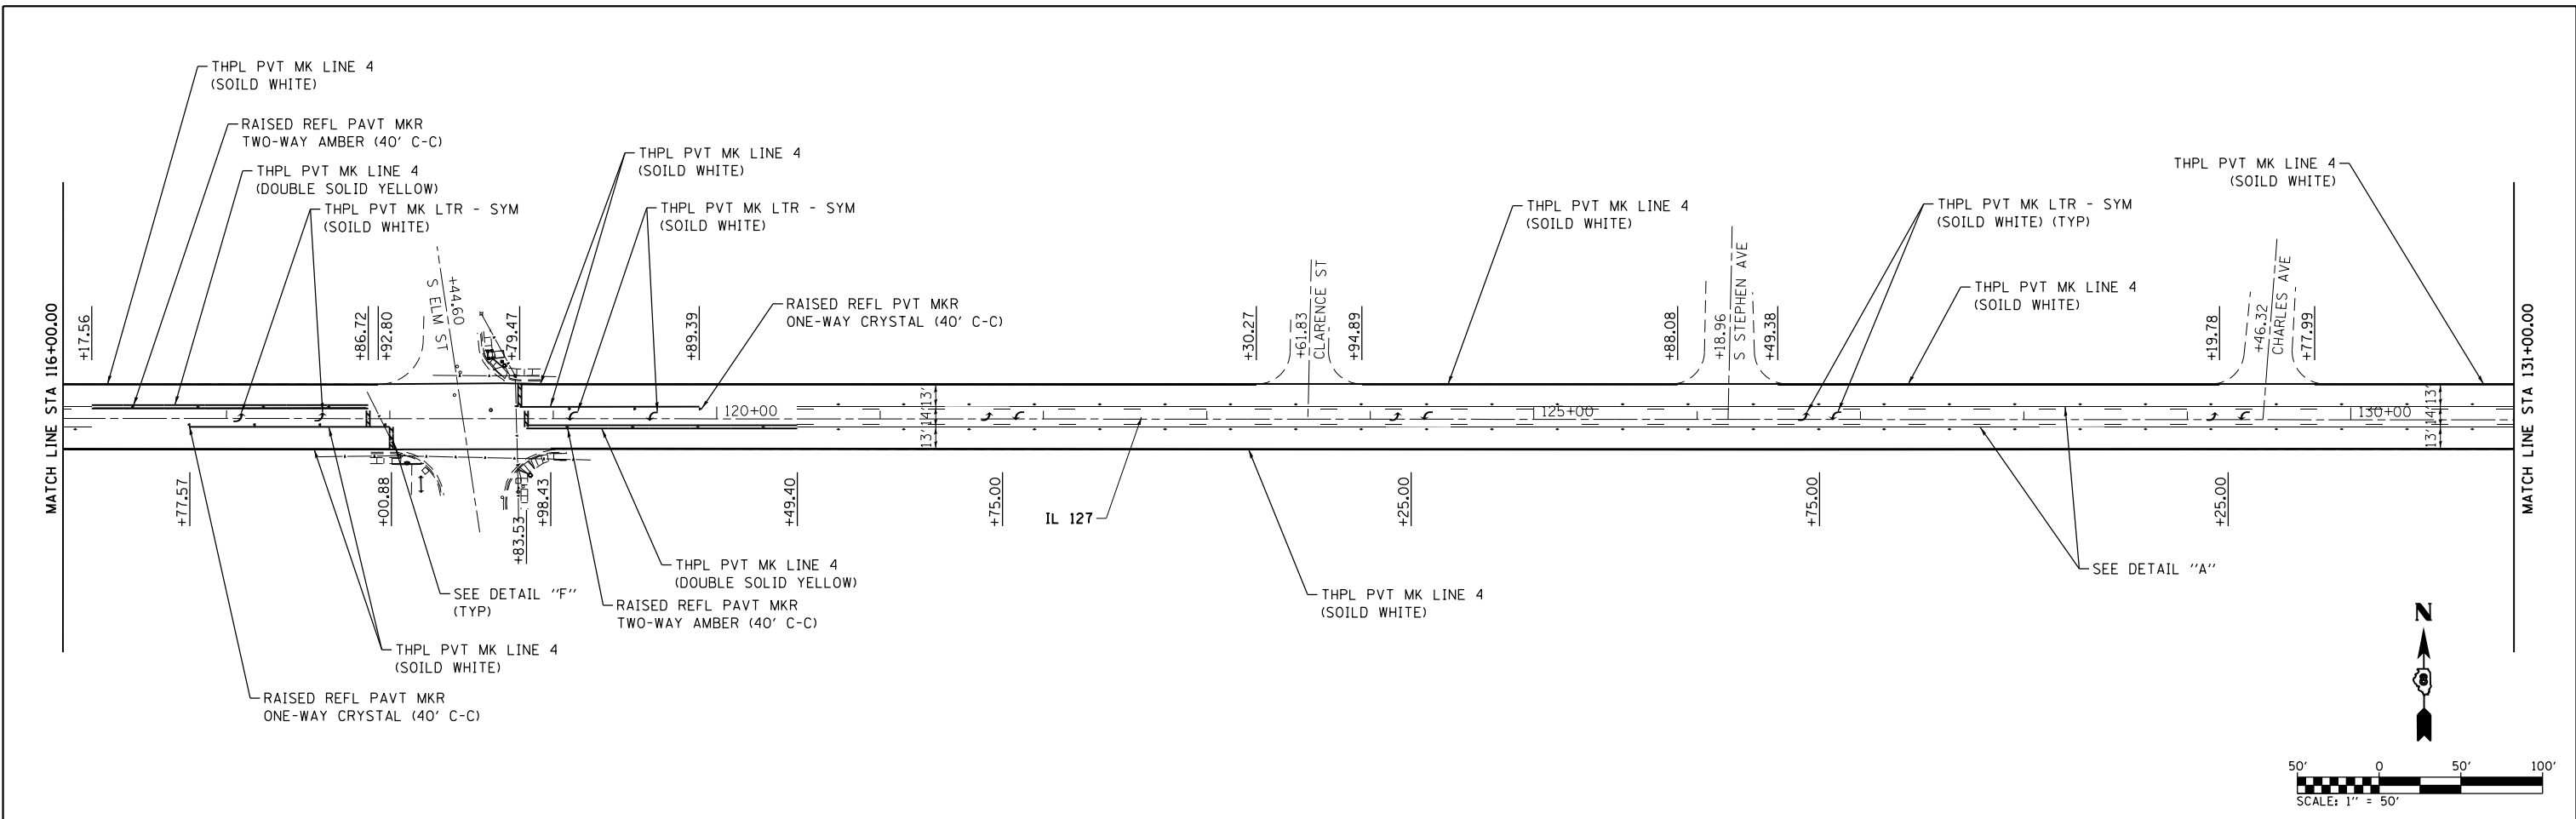 THPL PVT MK LINE 4
(SOILD WHITE)
RAISED REFL PAVT MKR
TWO-WAY AMBER (40' C-C)
THPL PVT MK LINE 4
(DOUBLE SOLID YELLOW)
THPL PVT MK LTR - SYM
(SOILD WHITE)
THPL PVT MK LINE 4
(SOILD WHITE)
THPL PVT MK LTR - SYM
(SOILD WHITE)
RAISED REFL PVT MKR
ONE-WAY CRYSTAL (40' C-C)
THPL PVT MK LINE 4
(SOILD WHITE)
THPL PVT MK LTR - SYM
(SOILD WHITE) (TYP)
THPL PVT MK LINE 4
(SOILD WHITE)
THPL PVT MK LINE 4
(SOILD WHITE)
MATCH LINE STA 116+00.00
+17.56
+86.72
+92.80
S ELM ST
+44.60
+79.47
+89.39
+30.27
+61.83
CLARENCE ST
+94.89
+88.08
+18.96
S STEPHEN AVE
+49.38
+19.78
+46.32
CHARLES AVE
+77.99
MATCH LINE STA 131+00.00
120+00
13' 14' 13'
125+00
130+00
13' 14' 13'
+77.57
+00.88
+83.53
+98.43
+49.40
+75.00
IL 127
+25.00
+75.00
+25.00
SEE DETAIL "F"
(TYP)
THPL PVT MK LINE 4
(SOILD WHITE)
RAISED REFL PAVT MKR
ONE-WAY CRYSTAL (40' C-C)
THPL PVT MK LINE 4
(DOUBLE SOLID YELLOW)
RAISED REFL PAVT MKR
TWO-WAY AMBER (40' C-C)
THPL PVT MK LINE 4
(SOILD WHITE)
SEE DETAIL "A"
N
8
50' 0 50' 100'
SCALE: 1" = 50'